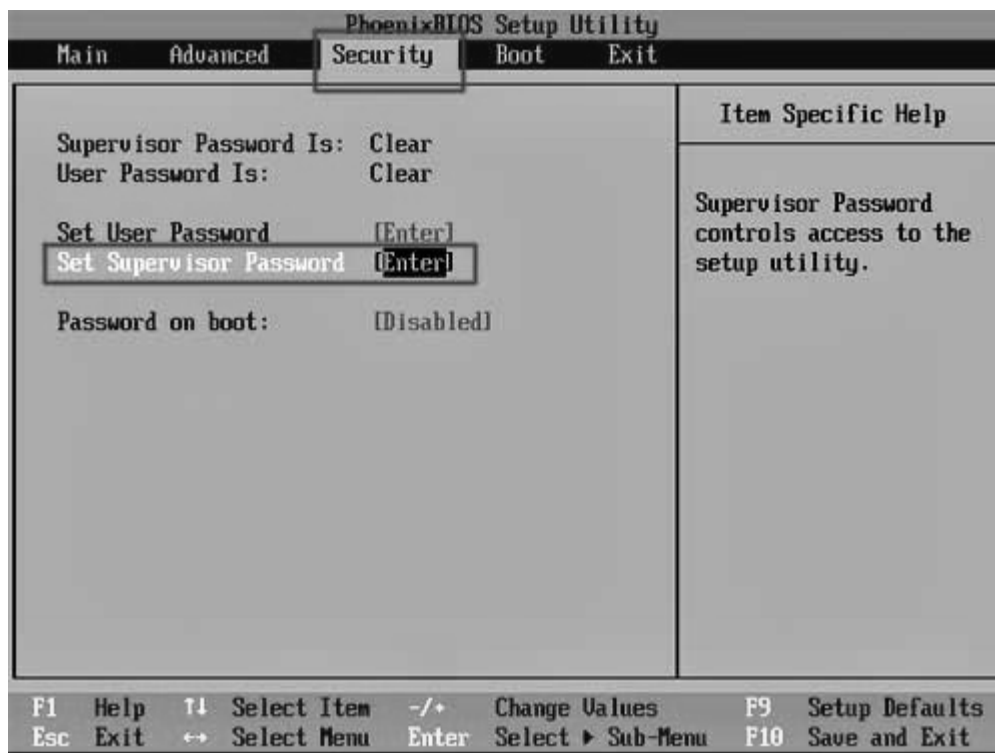 PhoenixBIOS Setup Utility
Main Advanced Security Boot Exit
Item Specific Help
Supervisor Password Is: Clear
User Password Is: Clear
Set User Password [Enter]
Set Supervisor Password [Enter]
Password on boot: [Disabled]
Supervisor Password
controls access to the
setup utility.
F1 Help ↑↓ Select Item -/+ Change Values F9 Setup Defaults
Esc Exit ↔ Select Menu Enter Select ▶ Sub-Menu F10 Save and Exit